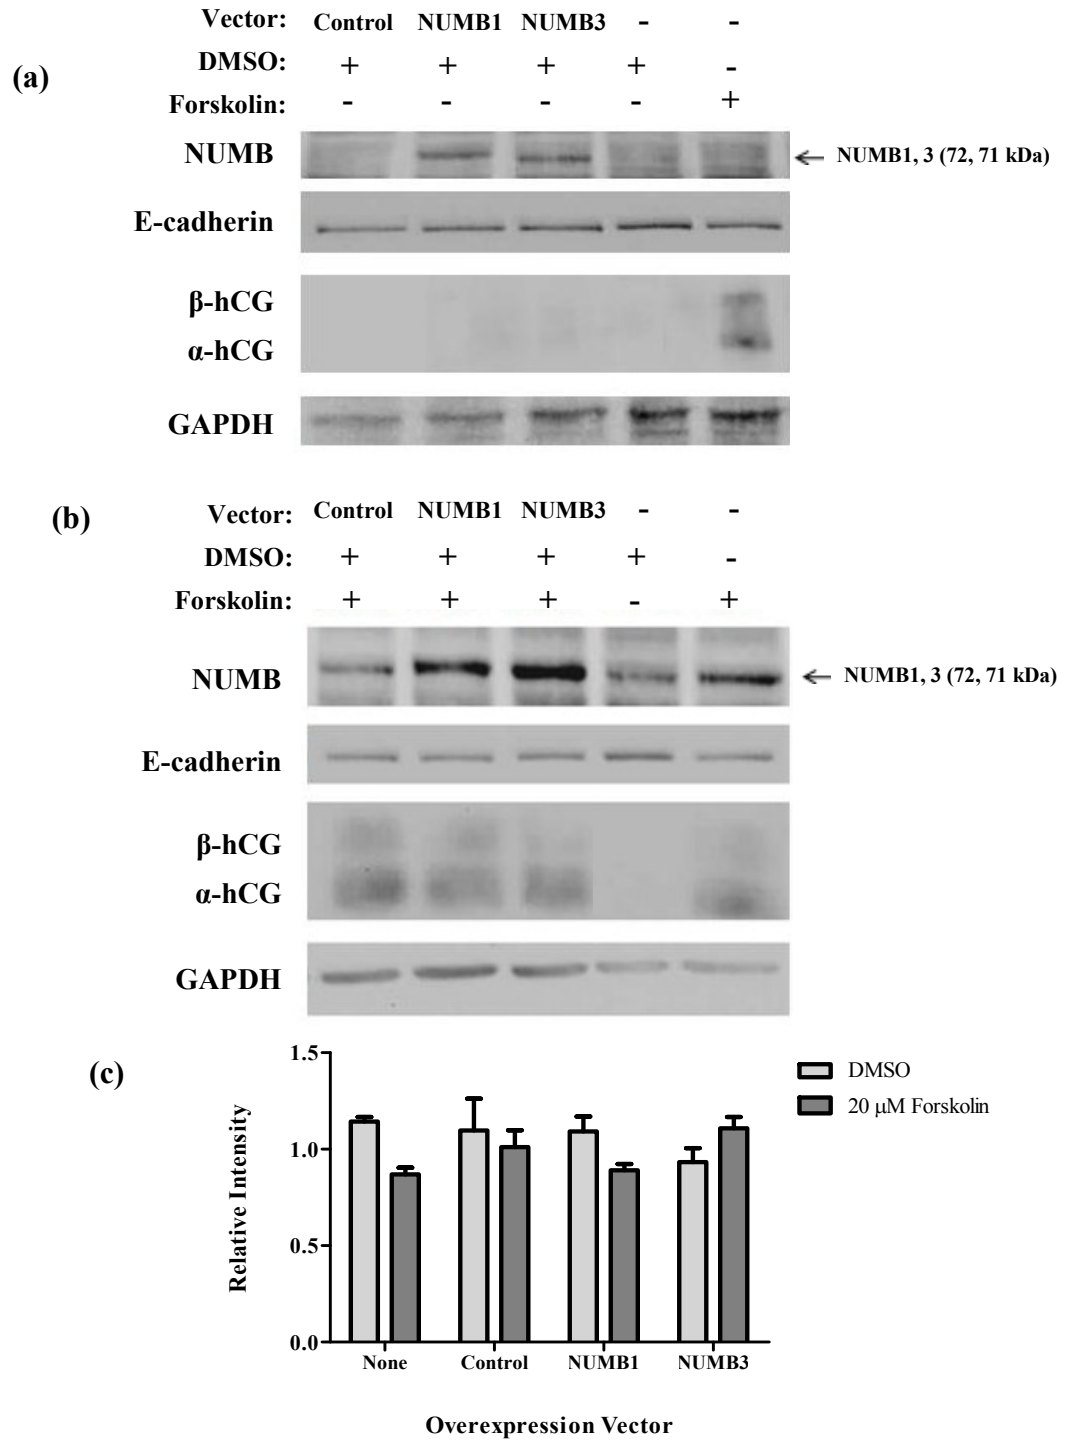 (a)
Vector: Control NUMB1 NUMB3 - -
DMSO: + + + + -
Forskolin: - - - - +
NUMB ← NUMB1, 3 (72, 71 kDa)
E-cadherin
β-hCG
α-hCG
GAPDH
(b)
Vector: Control NUMB1 NUMB3 - -
DMSO: + + + + -
Forskolin: + + + - +
NUMB ← NUMB1, 3 (72, 71 kDa)
E-cadherin
β-hCG
α-hCG
GAPDH
(c)
Relative Intensity
1.5
1.0
0.5
0.0
DMSO
20 µM Forskolin
None Control NUMB1 NUMB3
Overexpression Vector